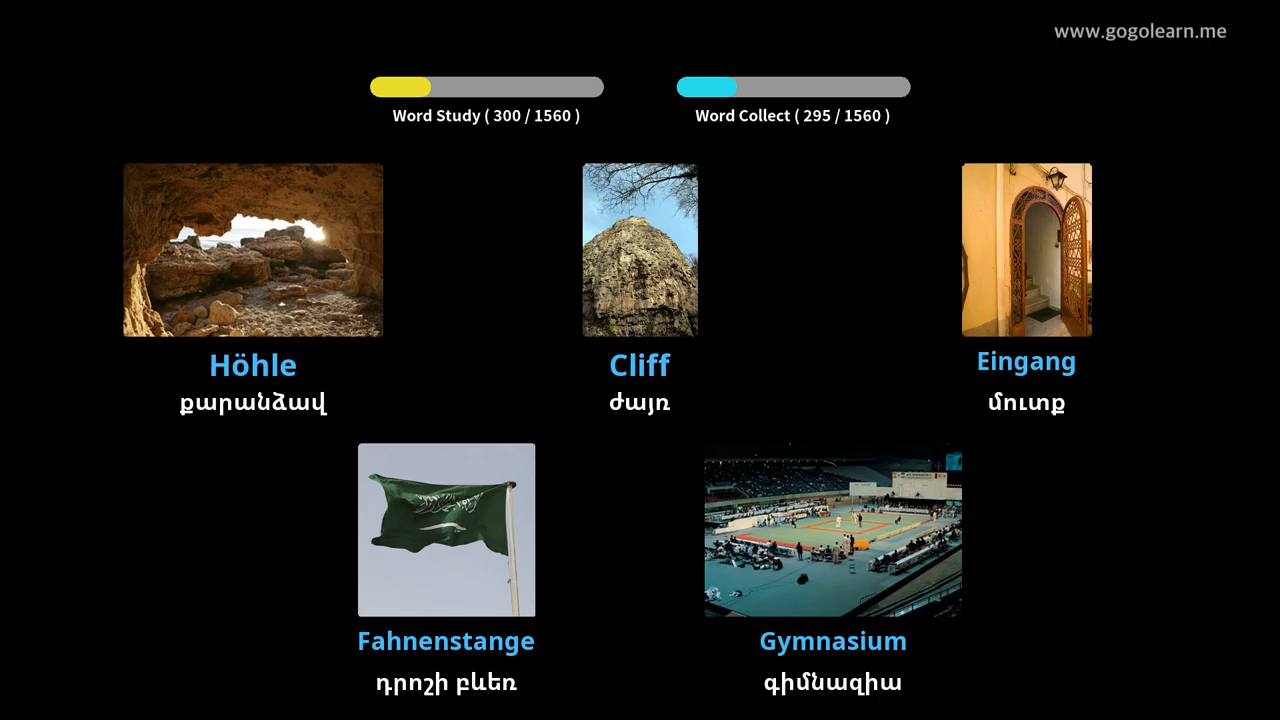 www.gogolearn.me
Word Study ( 300 / 1560 )
Word Collect ( 295 / 1560 )
Höhle
քարանձավ
Cliff
ժայռ
Eingang
մուտք
Fahnenstange
դրոշի բևեռ
Gymnasium
գիմնազիա